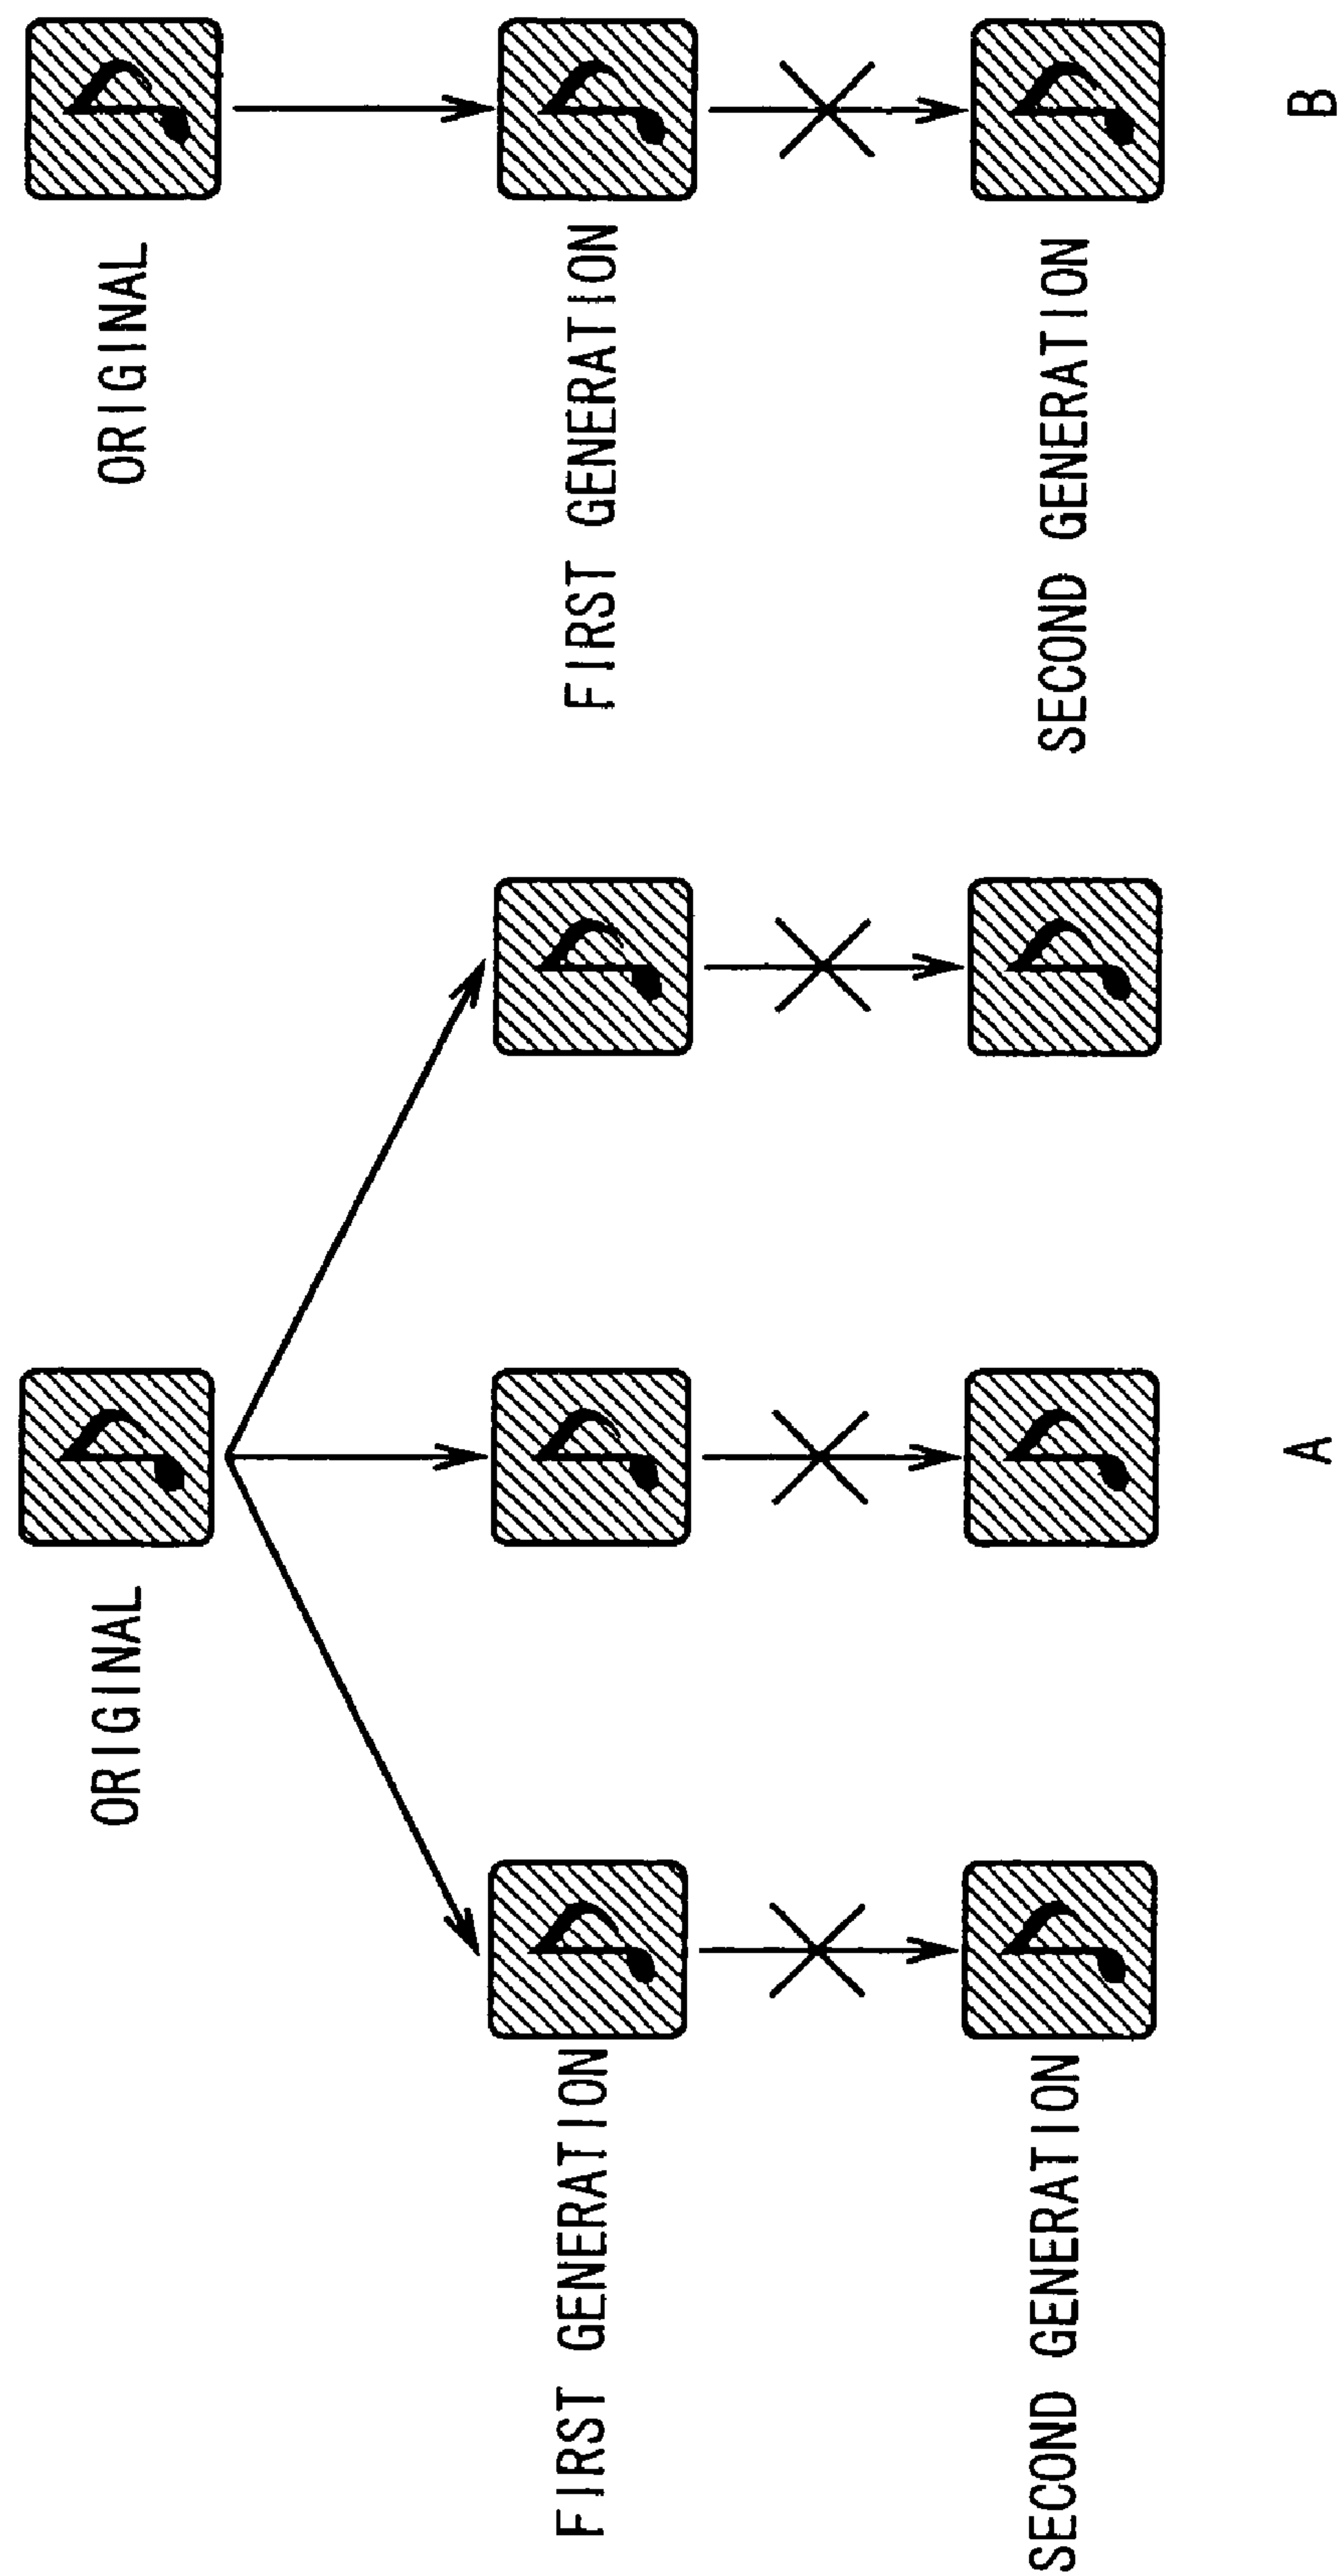 ORIGINAL
FIRST GENERATION
SECOND GENERATION
A
ORIGINAL
FIRST GENERATION
SECOND GENERATION
B